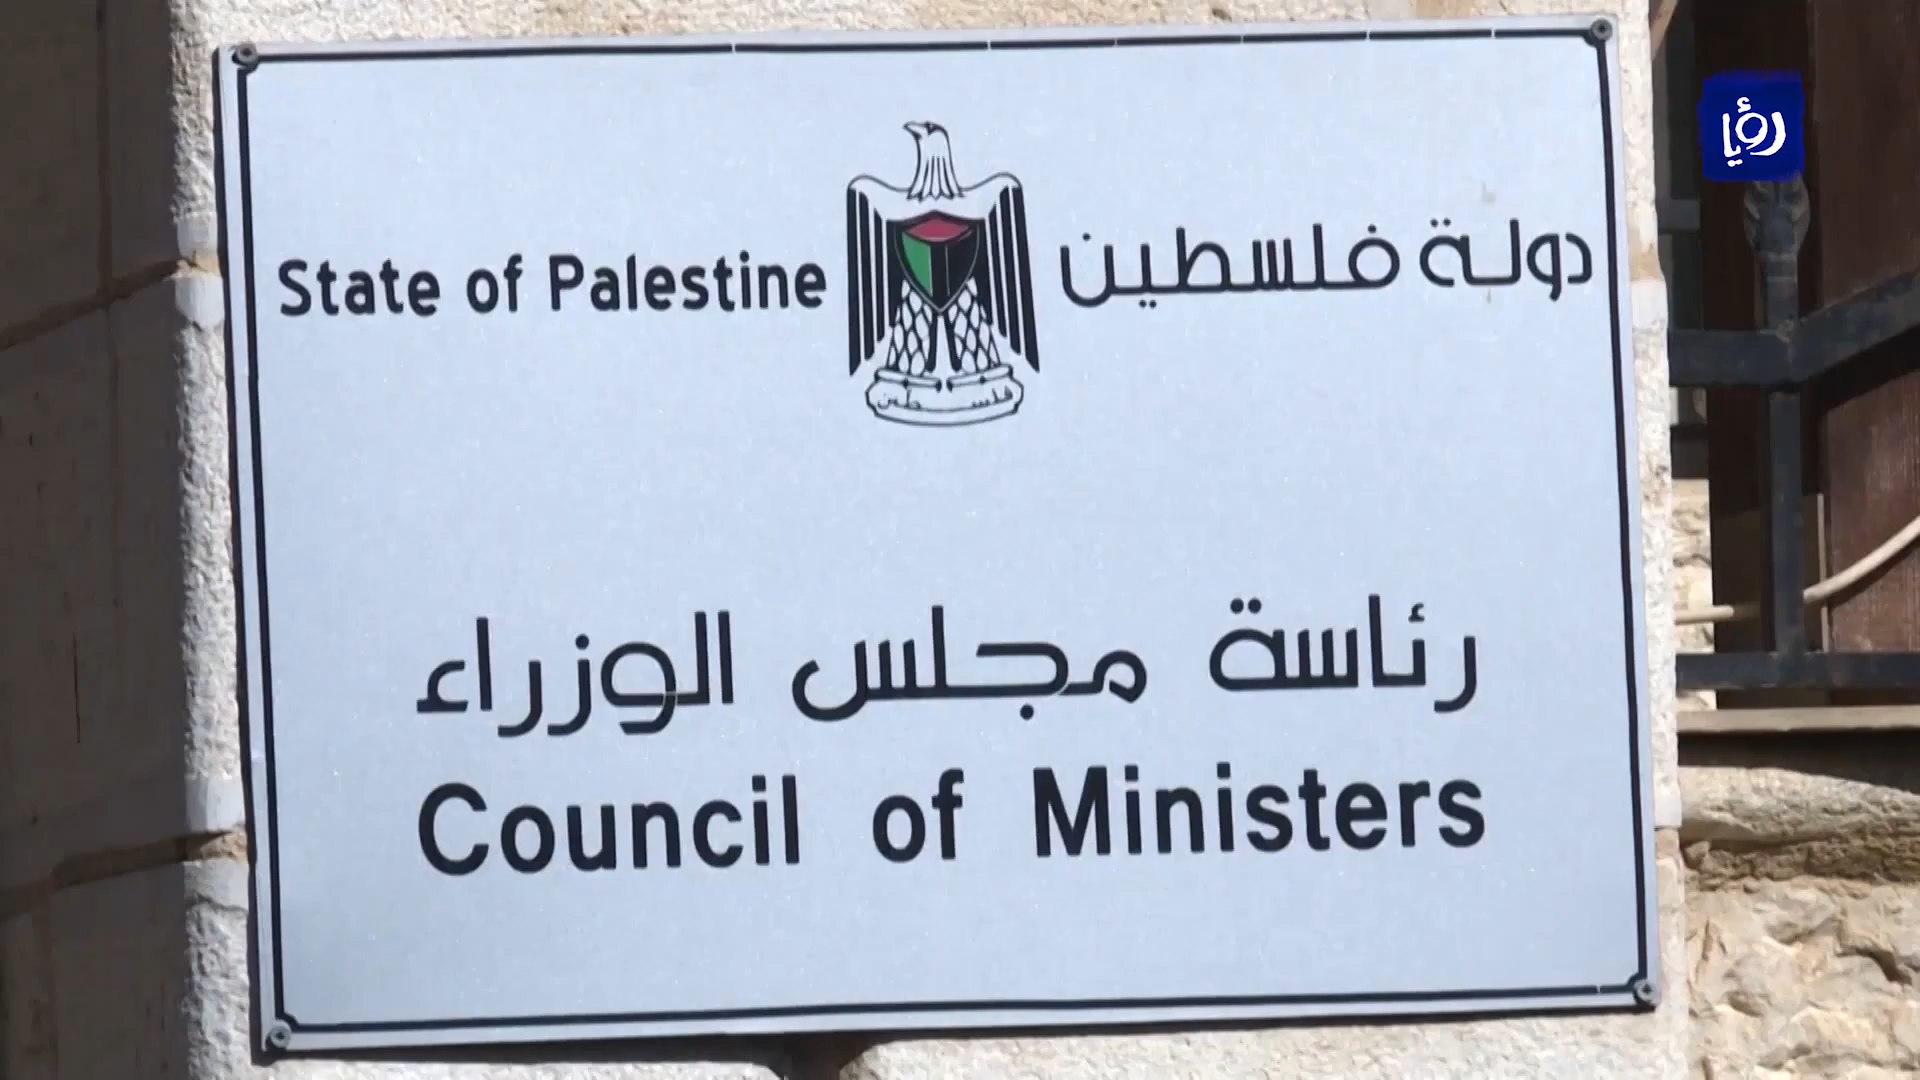 رؤيا
State of Palestine دولة فلسطين
فلسطين
رئاسة مجلس الوزراء
Council of Ministers